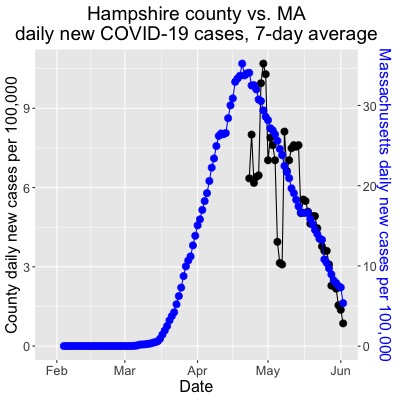 Hampshire county vs. MA
daily new COVID-19 cases, 7-day average
County daily new cases per 100,000
9
6
3
0
30
20
10
0
Massachusetts daily new cases per 100,000
Feb Mar Apr May Jun
Date